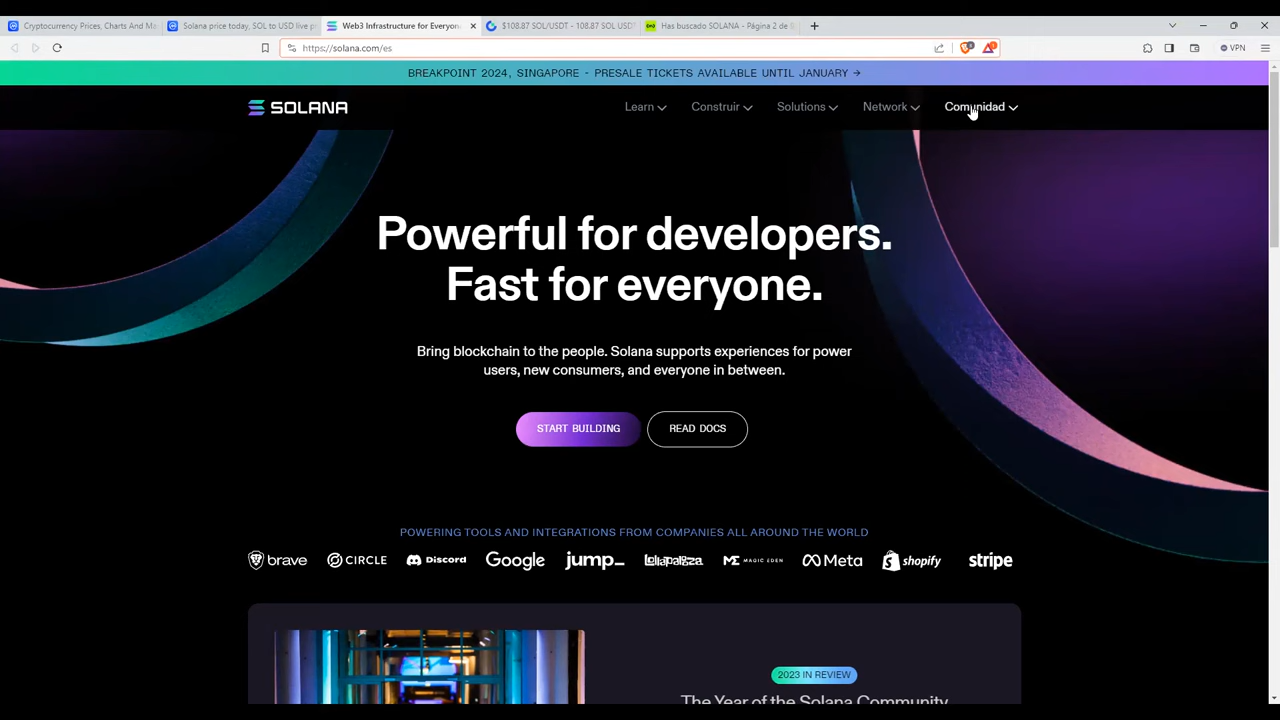 Cryptocurrency Prices, Charts And Ma
Solana price today, SOL to USD live p
Web3 Infrastructure for Everyon
$108.87 SOL/USDT - 108.87 SOL USD
Has buscado SOLANA - Página 2 de
https://solana.com/es
VPN
BREAKPOINT 2024, SINGAPORE - PRESALE TICKETS AVAILABLE UNTIL JANUARY →
SOLANA
Learn
Construir
Solutions
Network
Comunidad
Powerful for developers.
Fast for everyone.
Bring blockchain to the people. Solana supports experiences for power
users, new consumers, and everyone in between.
START BUILDING
READ DOCS
POWERING TOOLS AND INTEGRATIONS FROM COMPANIES ALL AROUND THE WORLD
brave
CIRCLE
Discord
Google
jump_
Lollapalooza
MAGIC EDEN
Meta
shopify
stripe
2023 IN REVIEW
The Year of the Solana Community